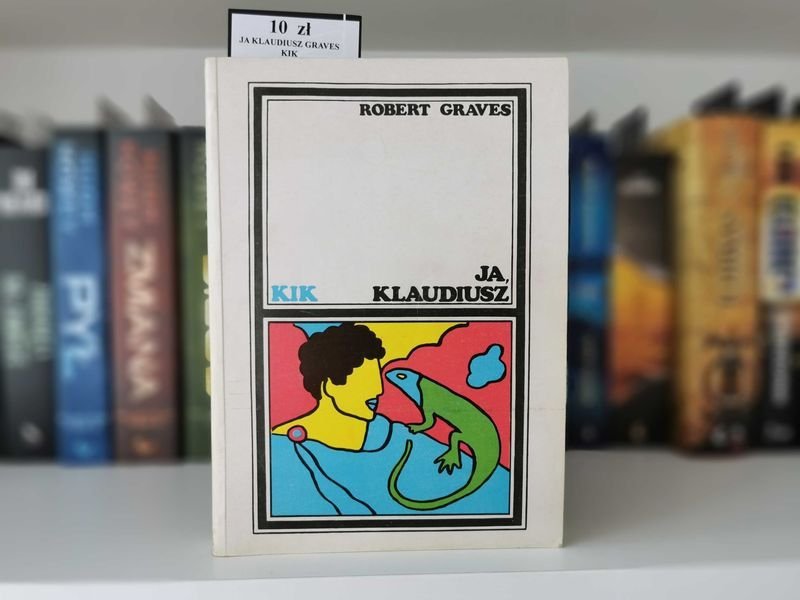 10 zł
JA KLAUDIUSZ GRAVES
KIK
ROBERT GRAVES
JA,
KIK KLAUDIUSZ
PYŁ
ZMIANA